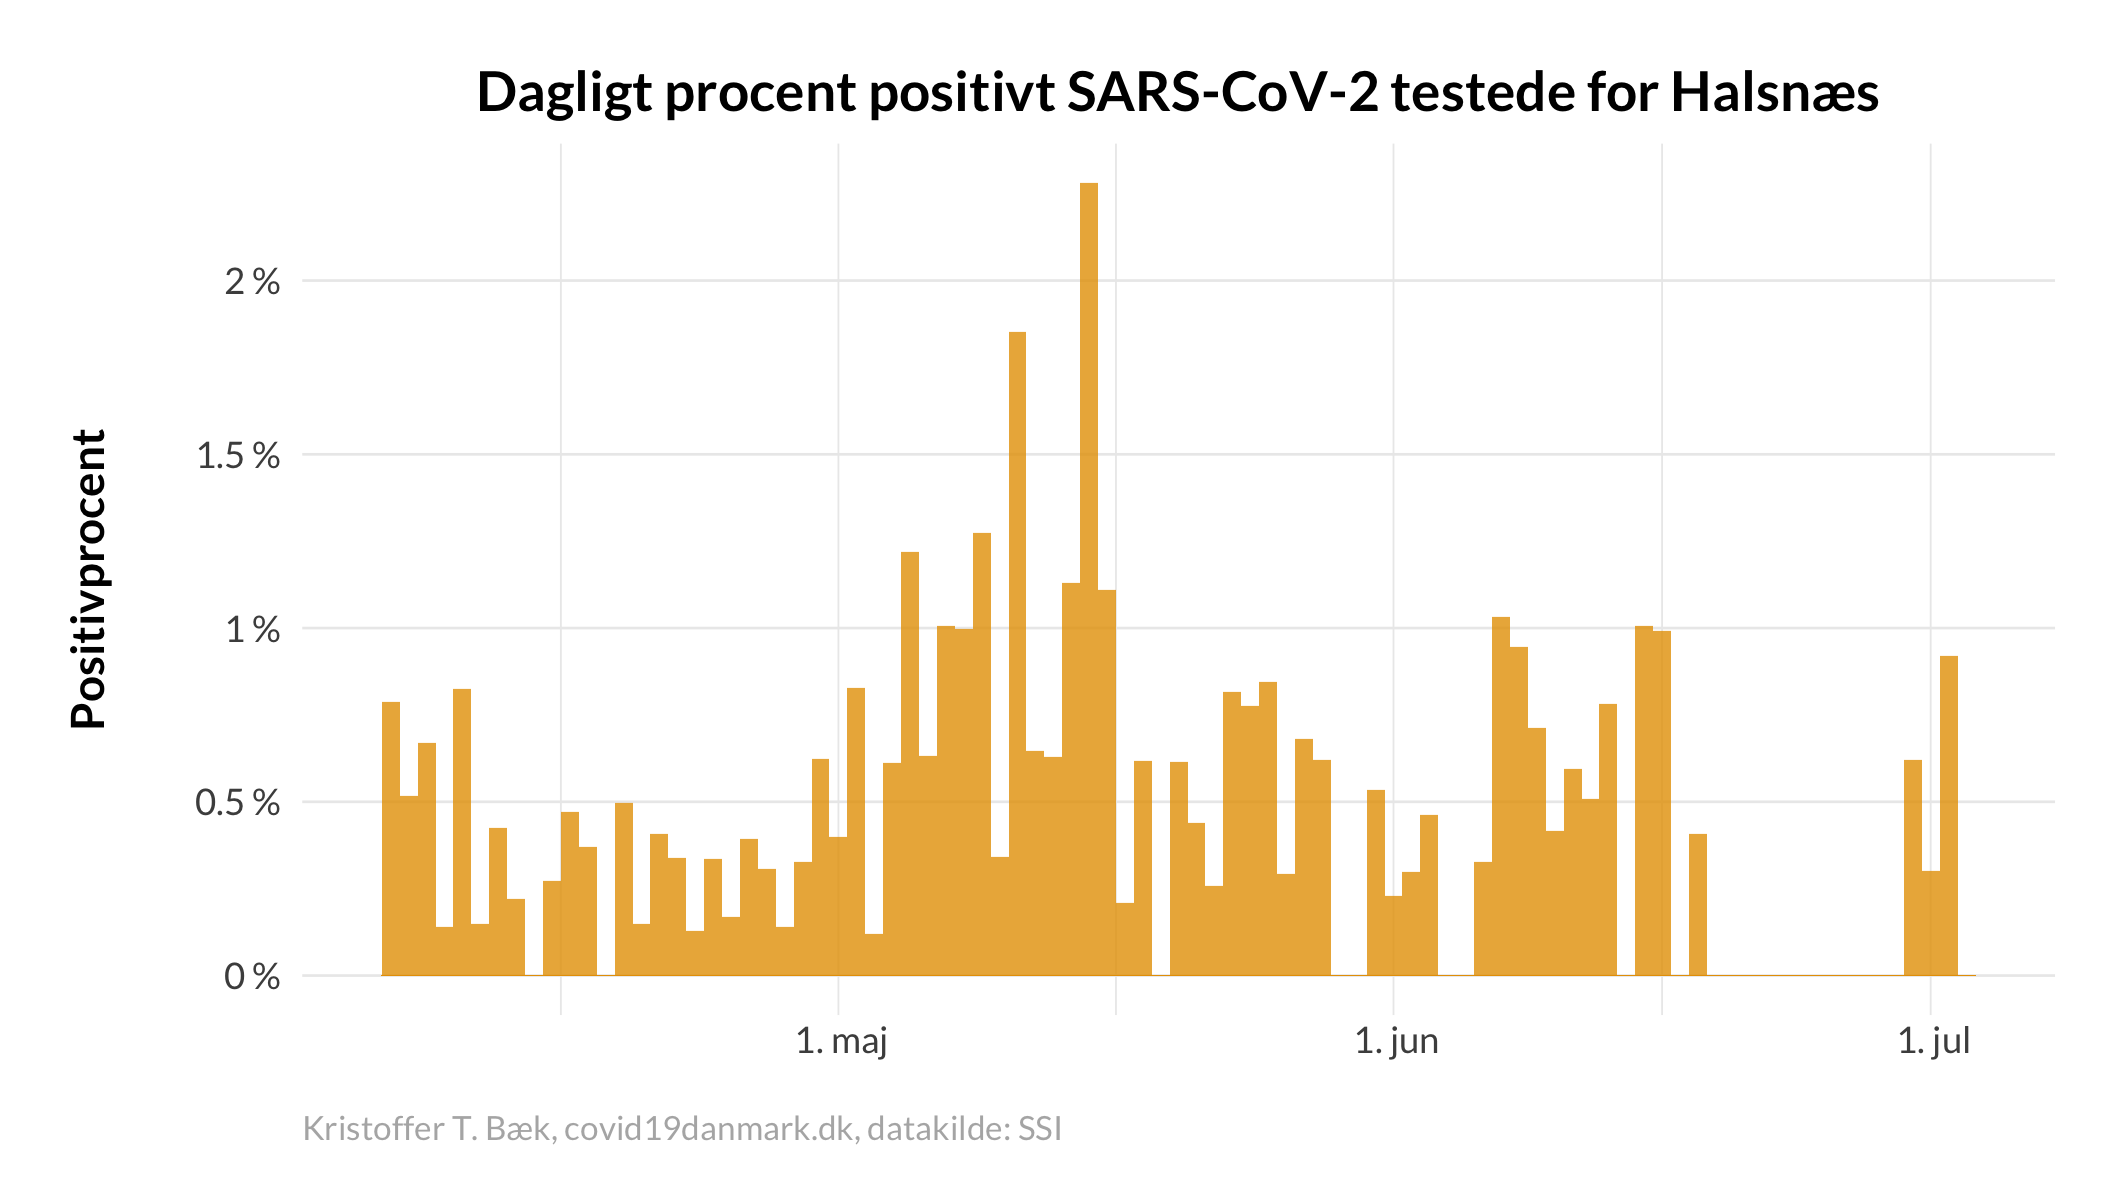 Dagligt procent positivt SARS-CoV-2 testede for Halsnæs
Positivprocent
2 %
1.5 %
1 %
0.5 %
0 %
1. maj
1. jun
1. jul
Kristoffer T. Bæk, covid19danmark.dk, datakilde: SSI